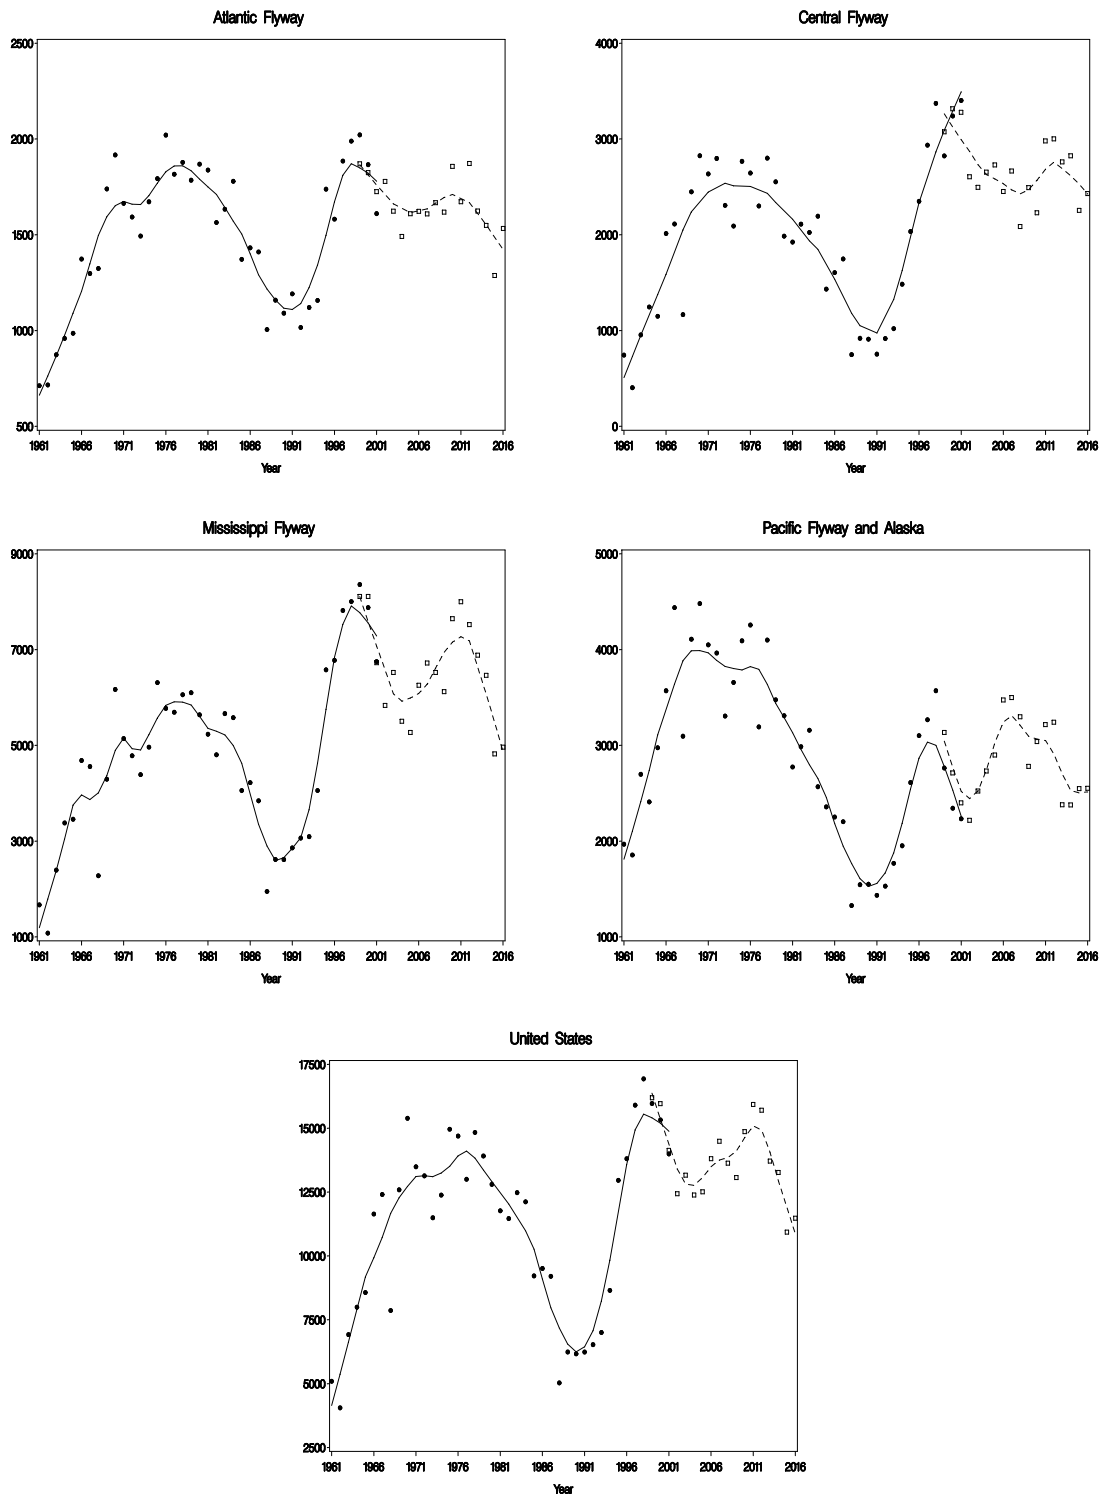 Atlantic Flyway
2500
2000
1500
1000
500
1961 1966 1971 1976 1981 1986 1991 1996 2001 2006 2011 2016
Year
Central Flyway
4000
3000
2000
1000
0
1961 1966 1971 1976 1981 1986 1991 1996 2001 2006 2011 2016
Year
Mississippi Flyway
9000
7000
5000
3000
1000
1961 1966 1971 1976 1981 1986 1991 1996 2001 2006 2011 2016
Year
Pacific Flyway and Alaska
5000
4000
3000
2000
1000
1961 1966 1971 1976 1981 1986 1991 1996 2001 2006 2011 2016
Year
United States
17500
15000
12500
10000
7500
5000
2500
1961 1966 1971 1976 1981 1986 1991 1996 2001 2006 2011 2016
Year